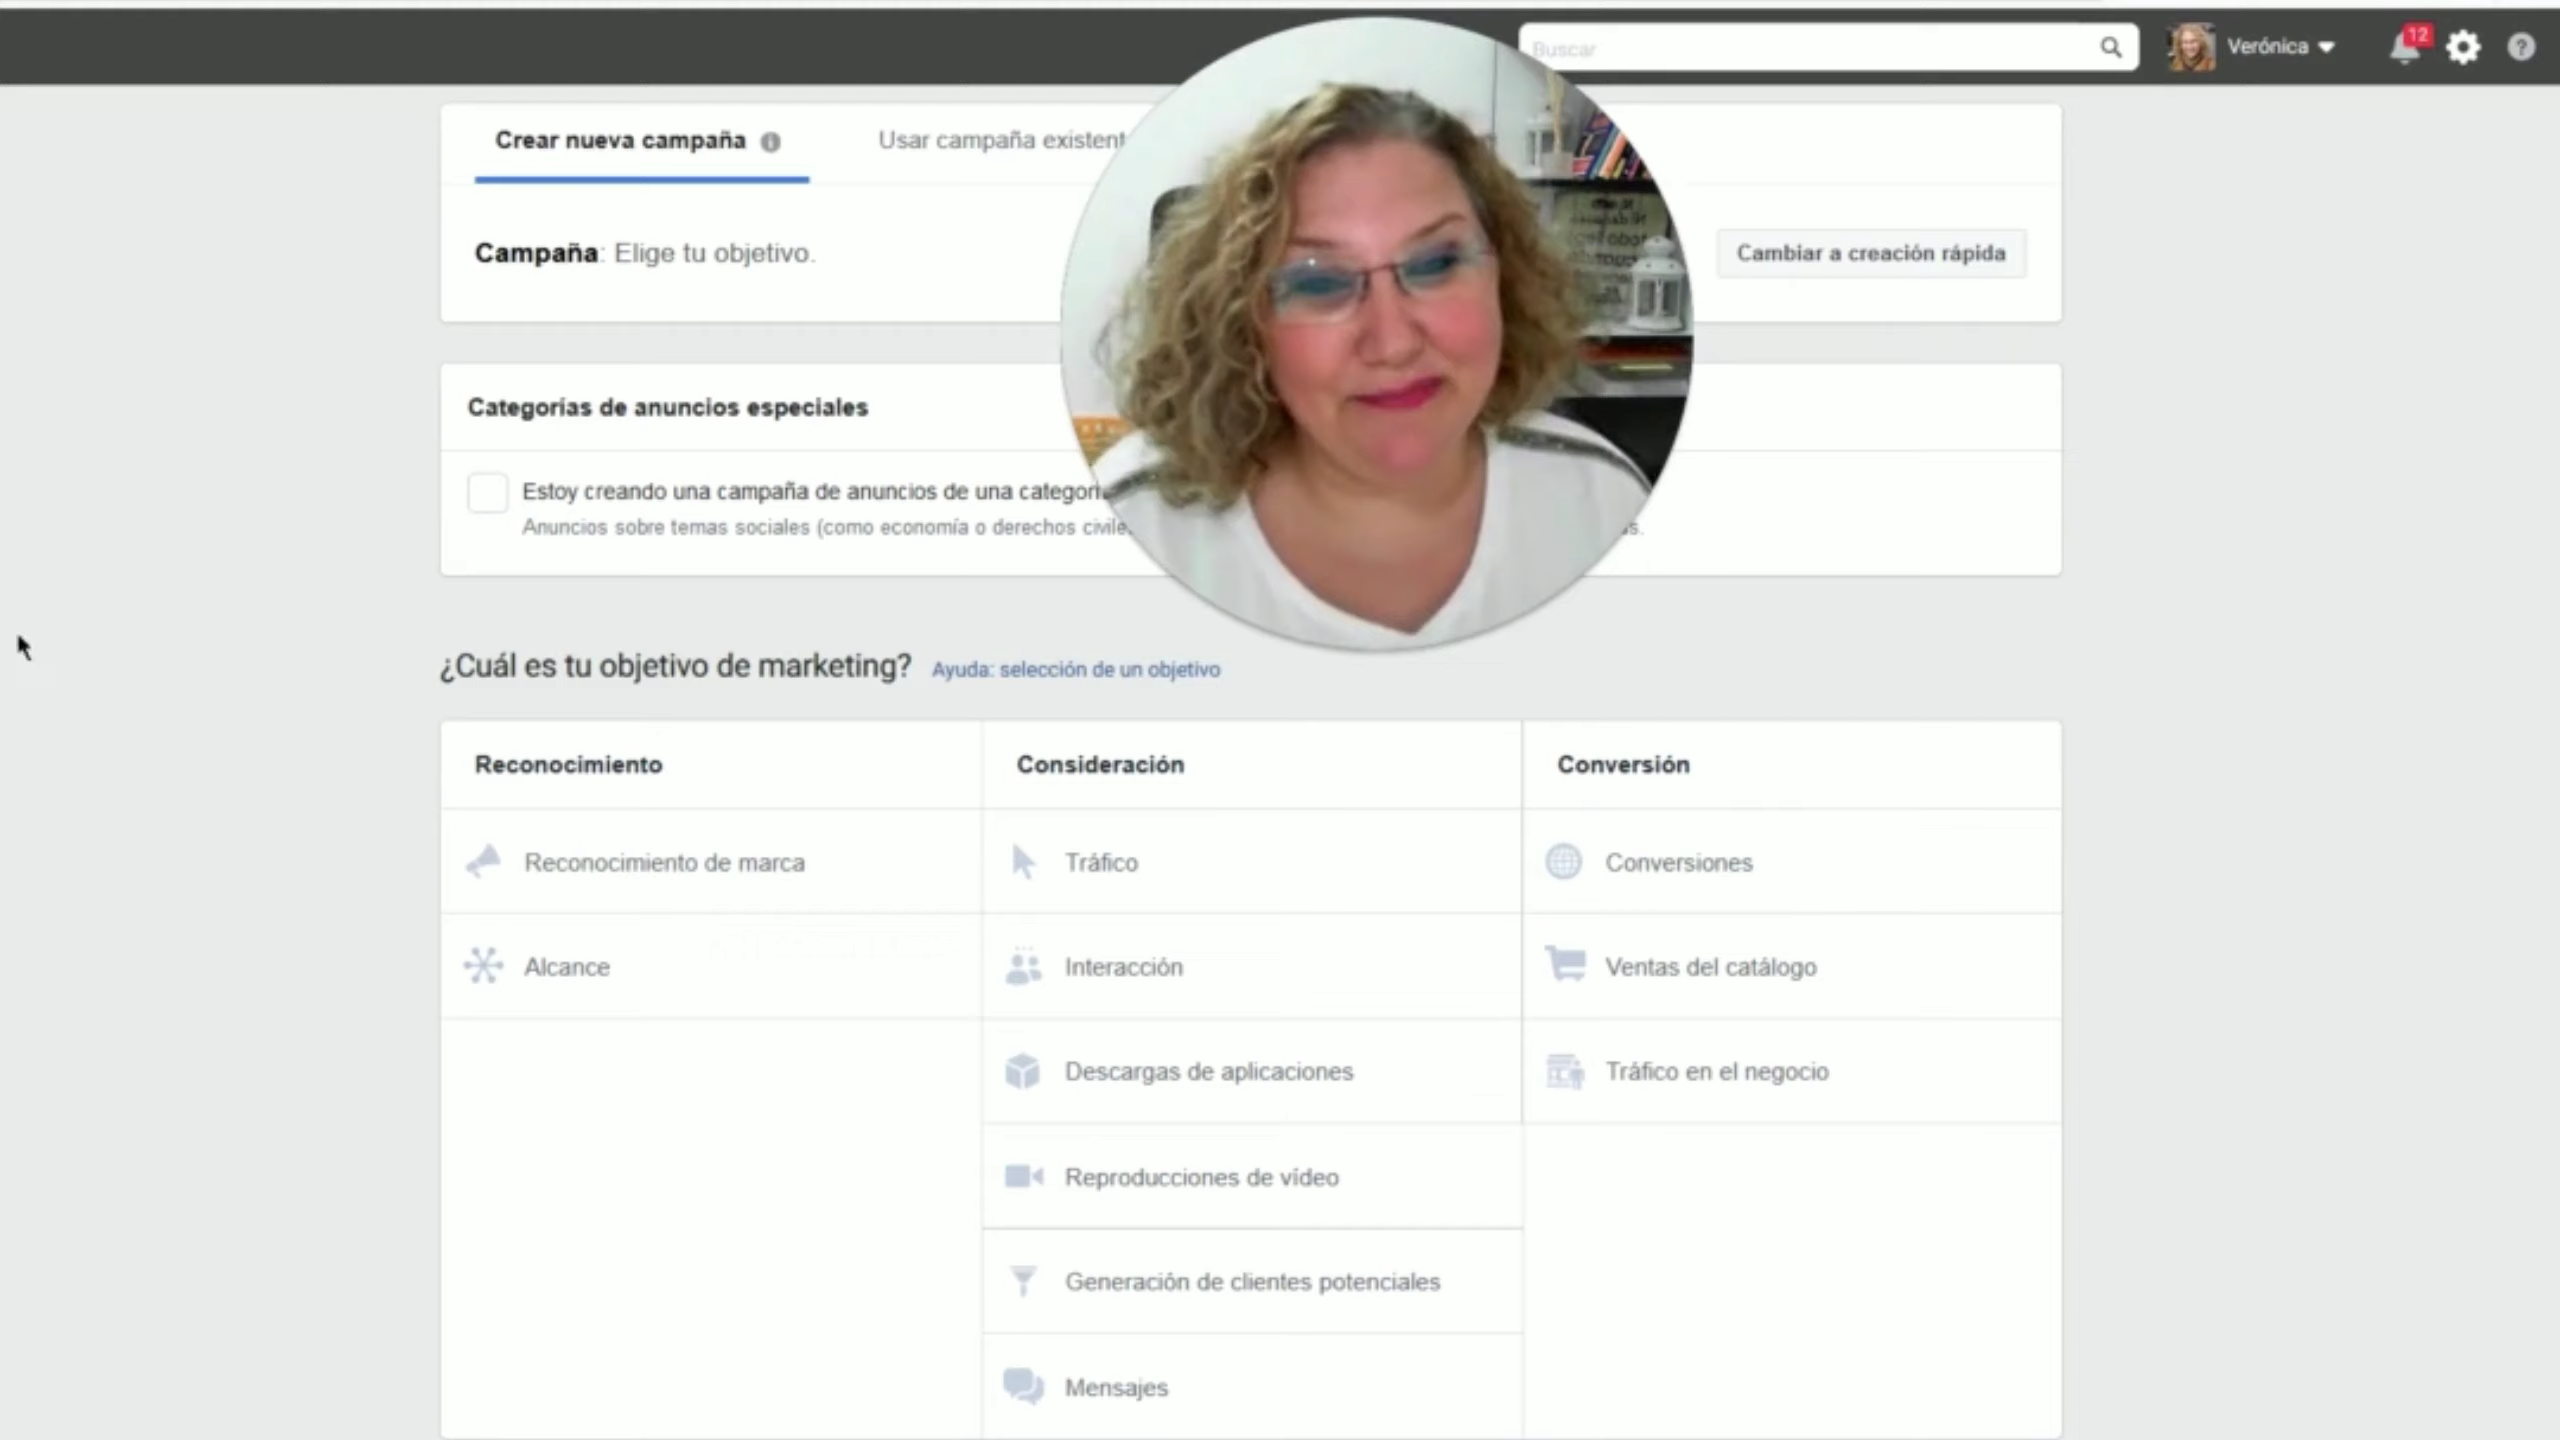 Buscar
Verónica
12
Crear nueva campaña
Usar campaña existent
Campaña: Elige tu objetivo.
Cambiar a creación rápida
Categorías de anuncios especiales
Estoy creando una campaña de anuncios de una categorí
Anuncios sobre temas sociales (como economía o derechos civile
s.
¿Cuál es tu objetivo de marketing? Ayuda: selección de un objetivo
Reconocimiento
Consideración
Conversión
Reconocimiento de marca
Tráfico
Conversiones
Alcance
Interacción
Ventas del catálogo
Descargas de aplicaciones
Tráfico en el negocio
Reproducciones de vídeo
Generación de clientes potenciales
Mensajes